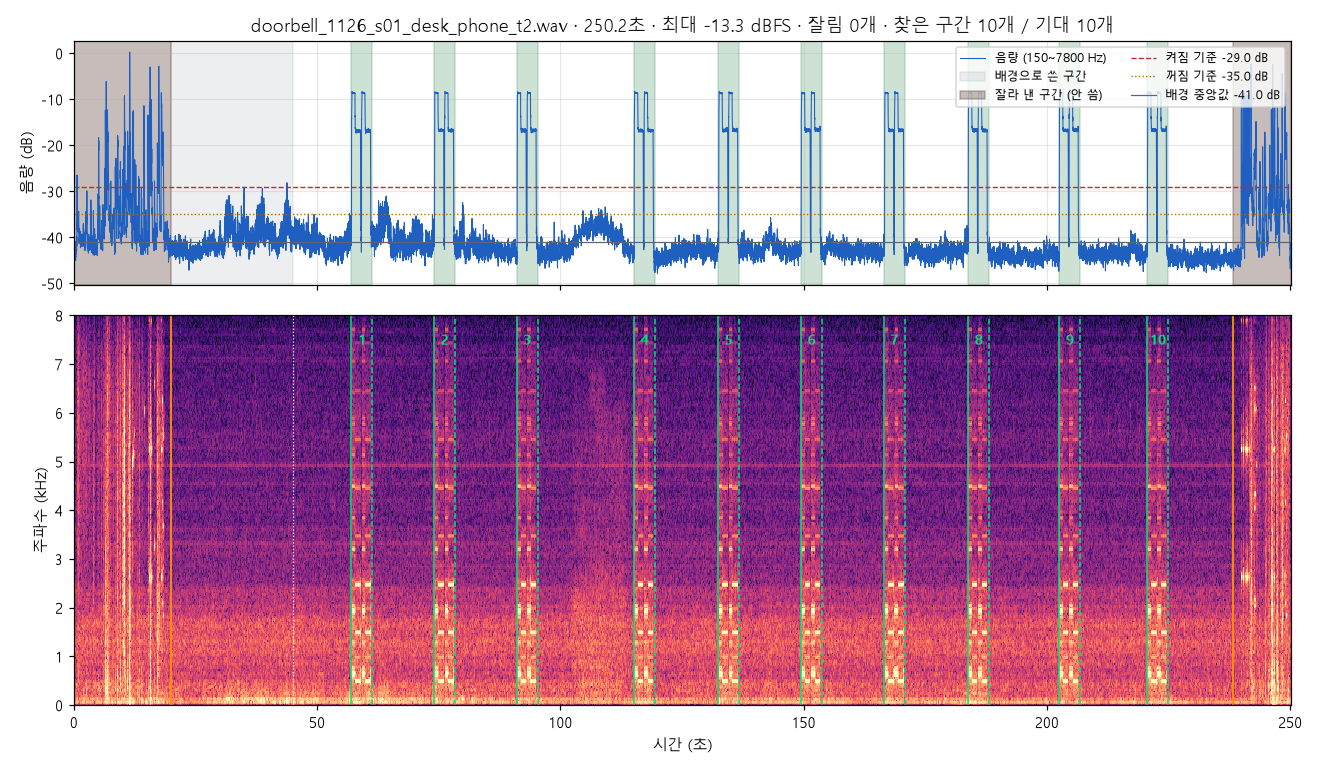 doorbell_1126_s01_desk_phone_t2.wav · 250.2초 · 최대 -13.3 dBFS · 잘림 0개 · 찾은 구간 10개 / 기대 10개
음량 (150~7800 Hz)
배경으로 쓴 구간
잘라 낸 구간 (안 씀)
켜짐 기준 -29.0 dB
꺼짐 기준 -35.0 dB
배경 중앙값 -41.0 dB
음량 (dB)
0
-10
-20
-30
-40
-50
주파수 (kHz)
8
7
6
5
4
3
2
1
0
1 2 3 4 5 6 7 8 9 10
0 50 100 150 200 250
시간 (초)